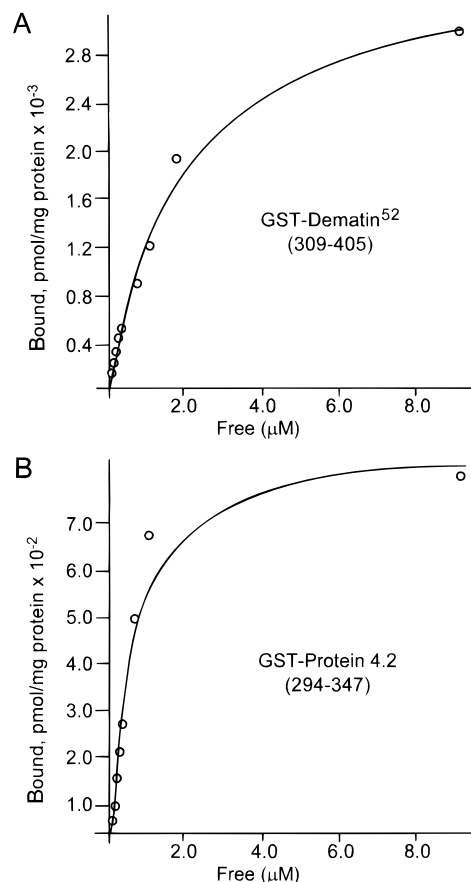 A
Bound, pmol/mg protein x 10⁻³
2.8
2.4
2.0
1.6
1.2
0.8
0.4
GST-Dematin⁵²
(309-405)
2.0 4.0 6.0 8.0
Free (μM)
B
Bound, pmol/mg protein x 10⁻²
7.0
6.0
5.0
4.0
3.0
2.0
1.0
GST-Protein 4.2
(294-347)
2.0 4.0 6.0 8.0
Free (μM)